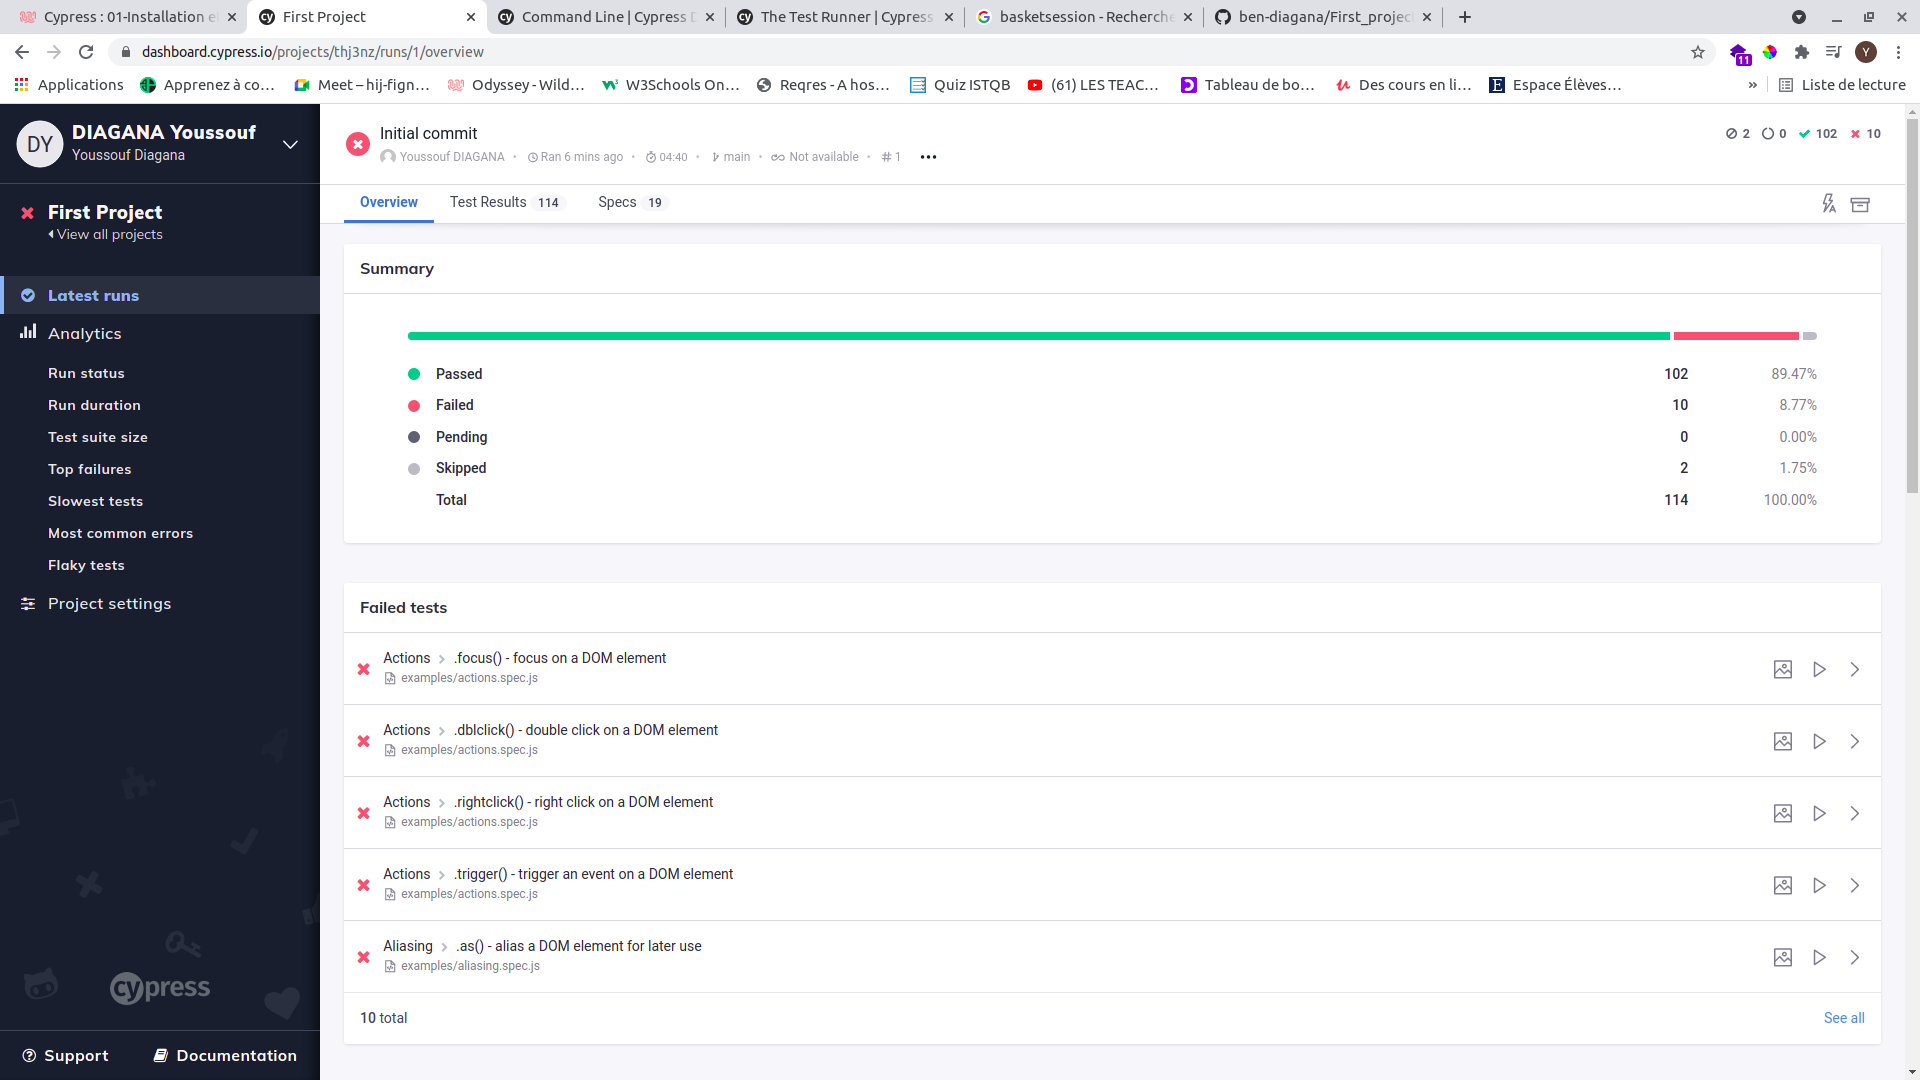 Cypress : 01-Installation e
First Project
Command Line | Cypress D
The Test Runner | Cypress
basketsession - Recherche
ben-diagana/First_projec
dashboard.cypress.io/projects/thj3nz/runs/1/overview
11
Y
Applications
Apprenez à co…
Meet – hij-fign…
Odyssey - Wild…
W3Schools On…
Reqres - A hos…
Quiz ISTQB
(61) LES TEAC…
Tableau de bo…
Des cours en li…
Espace Élèves…
»
Liste de lecture
DY
DIAGANA Youssouf
Youssouf Diagana
First Project
View all projects
Latest runs
Analytics
Run status
Run duration
Test suite size
Top failures
Slowest tests
Most common errors
Flaky tests
Project settings
cypress
Support
Documentation
Initial commit
Youssouf DIAGANA • Ran 6 mins ago • 04:40 • main • Not available • # 1
2 0 102 10
Overview
Test Results 114
Specs 19
Summary
Passed 102 89.47%
Failed 10 8.77%
Pending 0 0.00%
Skipped 2 1.75%
Total 114 100.00%
Failed tests
Actions > .focus() - focus on a DOM element
examples/actions.spec.js
Actions > .dblclick() - double click on a DOM element
examples/actions.spec.js
Actions > .rightclick() - right click on a DOM element
examples/actions.spec.js
Actions > .trigger() - trigger an event on a DOM element
examples/actions.spec.js
Aliasing > .as() - alias a DOM element for later use
examples/aliasing.spec.js
10 total
See all